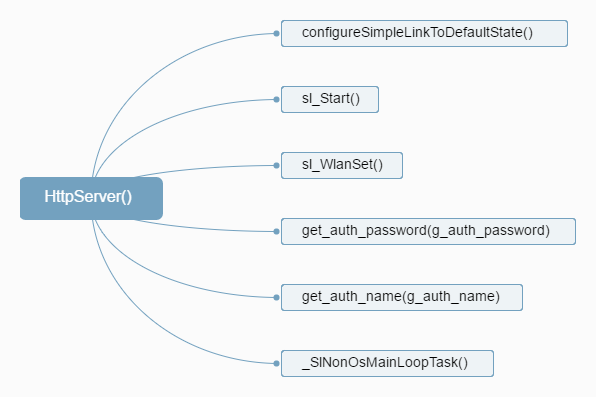 configureSimpleLinkToDefaultState()
sl_Start()
sl_WlanSet()
HttpServer()
get_auth_password(g_auth_password)
get_auth_name(g_auth_name)
_SlNonOsMainLoopTask()